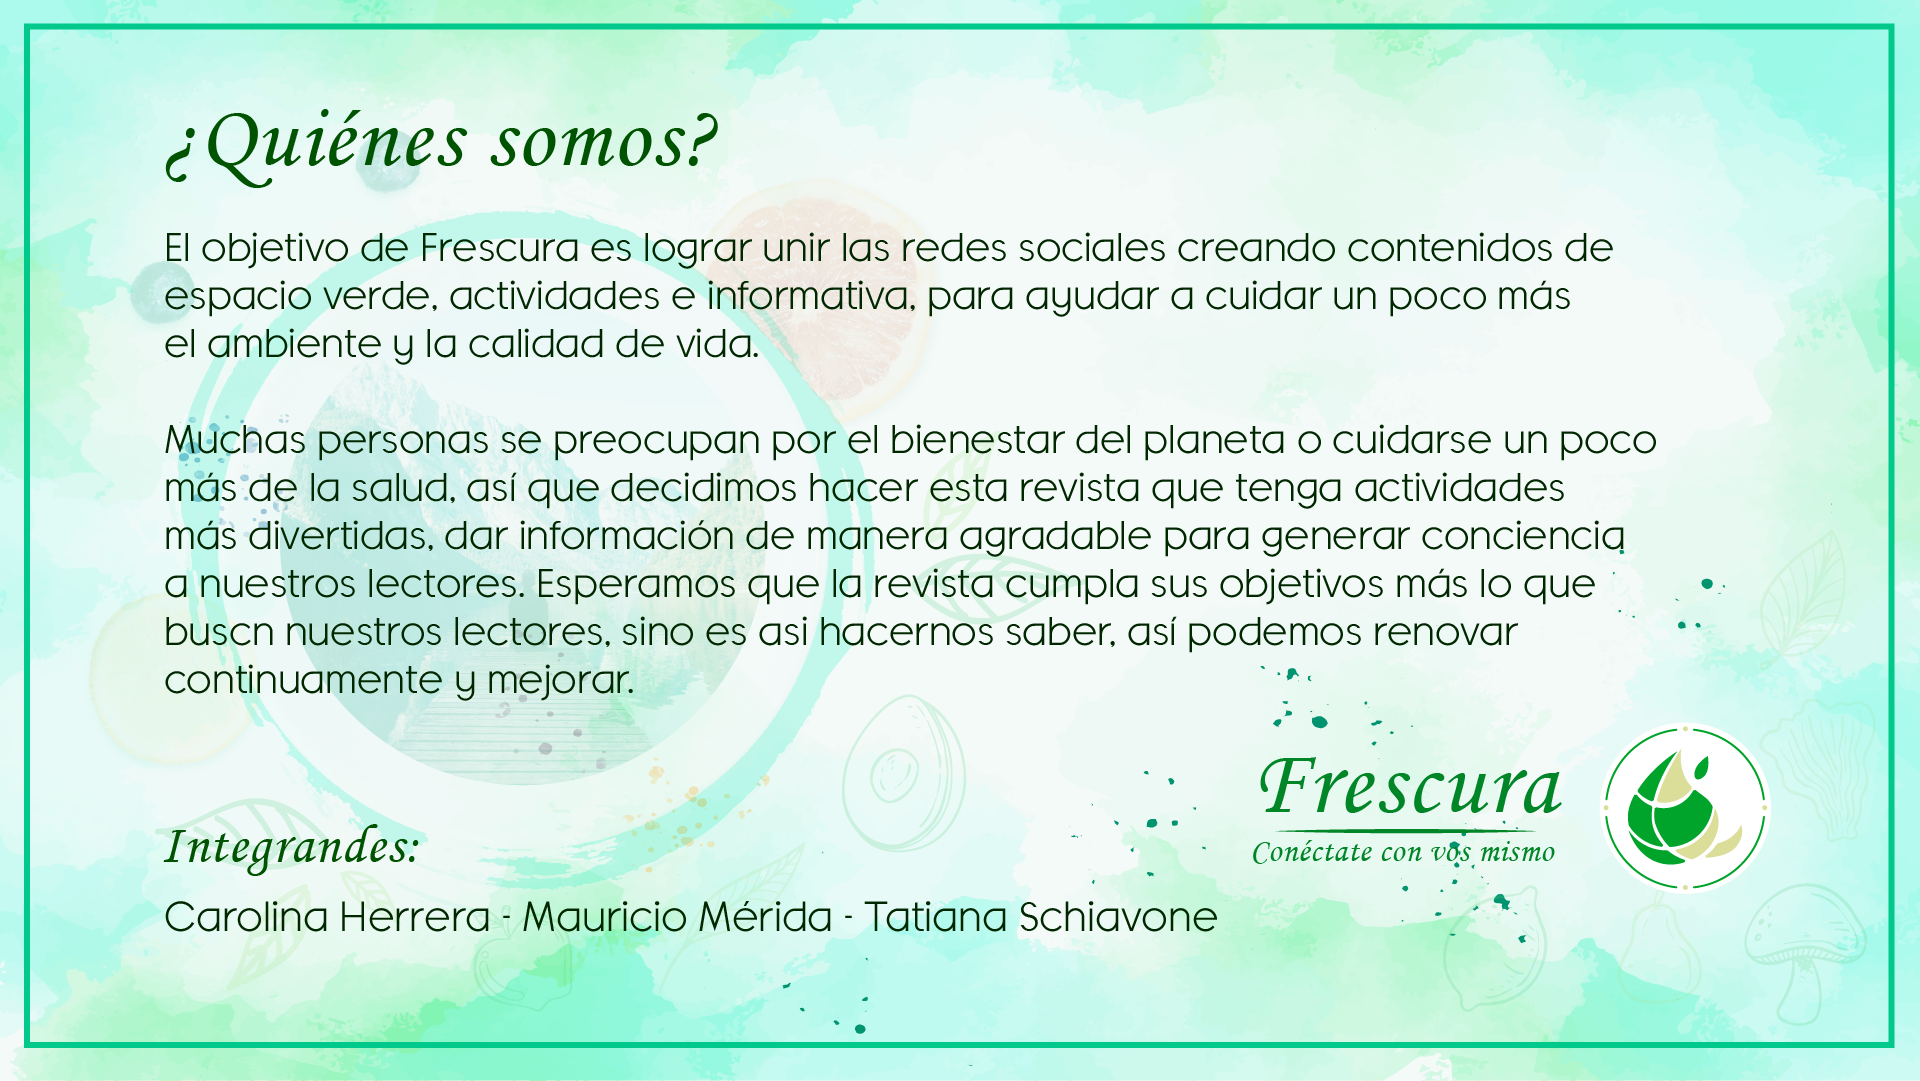 ¿Quiénes somos?
El objetivo de Frescura es lograr unir las redes sociales creando contenidos de
espacio verde, actividades e informativa, para ayudar a cuidar un poco más
el ambiente y la calidad de vida.
Muchas personas se preocupan por el bienestar del planeta o cuidarse un poco
más de la salud, así que decidimos hacer esta revista que tenga actividades
más divertidas, dar información de manera agradable para generar conciencia
a nuestros lectores. Esperamos que la revista cumpla sus objetivos más lo que
buscn nuestros lectores, sino es asi hacernos saber, así podemos renovar
continuamente y mejorar.
Frescura
Conéctate con vos mismo
Integrandes:
Carolina Herrera - Mauricio Mérida - Tatiana Schiavone